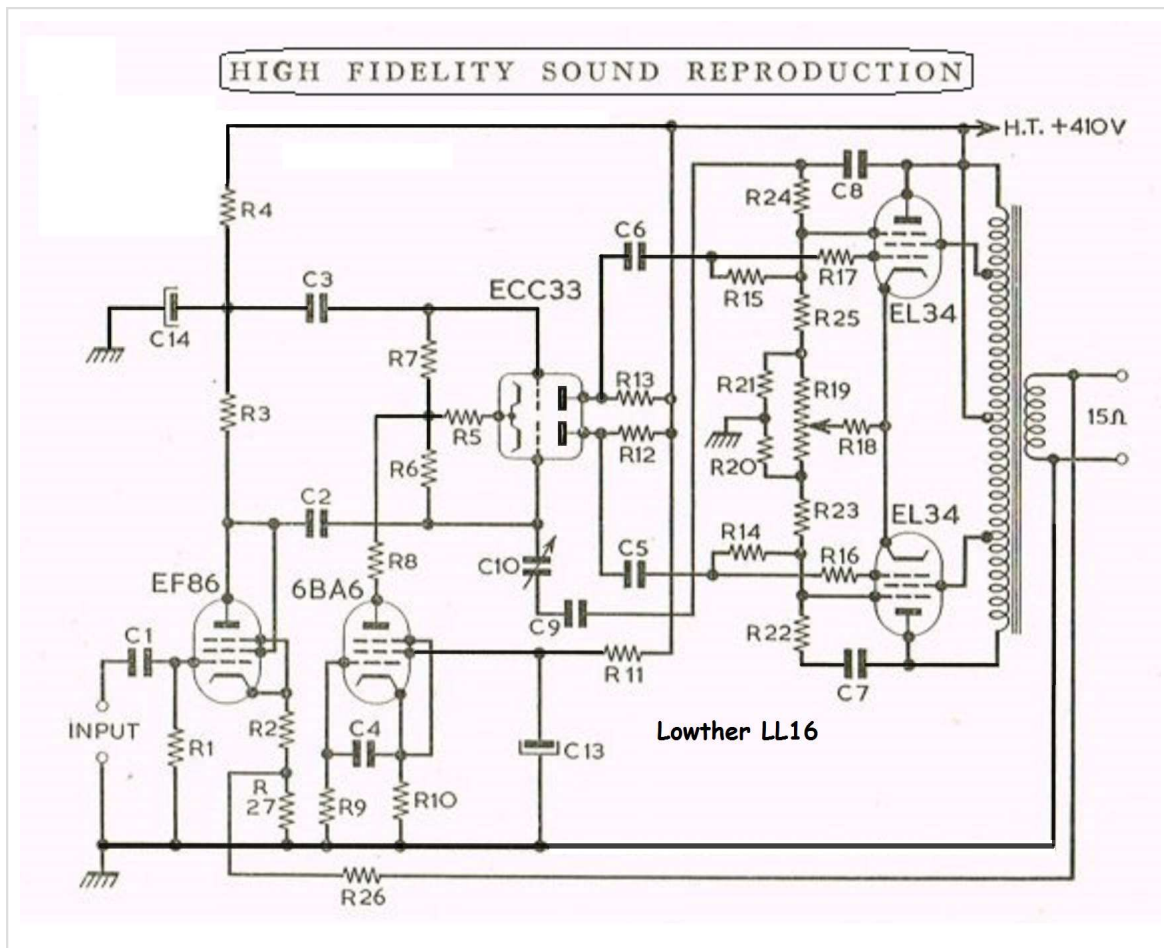 HIGH FIDELITY SOUND REPRODUCTION
H.T. +410V
R4
C14
C3
R7
ECC33
C6
R24
C8
R17
R15
R25
EL34
R3
R5
R13
R12
R21
R19
R18
R20
15Ω
R6
C2
R8
C10
C5
R14
R23
R16
EL34
EF86
6BA6
C9
R22
R11
C7
C1
INPUT
R1
R2
R
27
C4
R9
R10
C13
Lowther LL16
R26